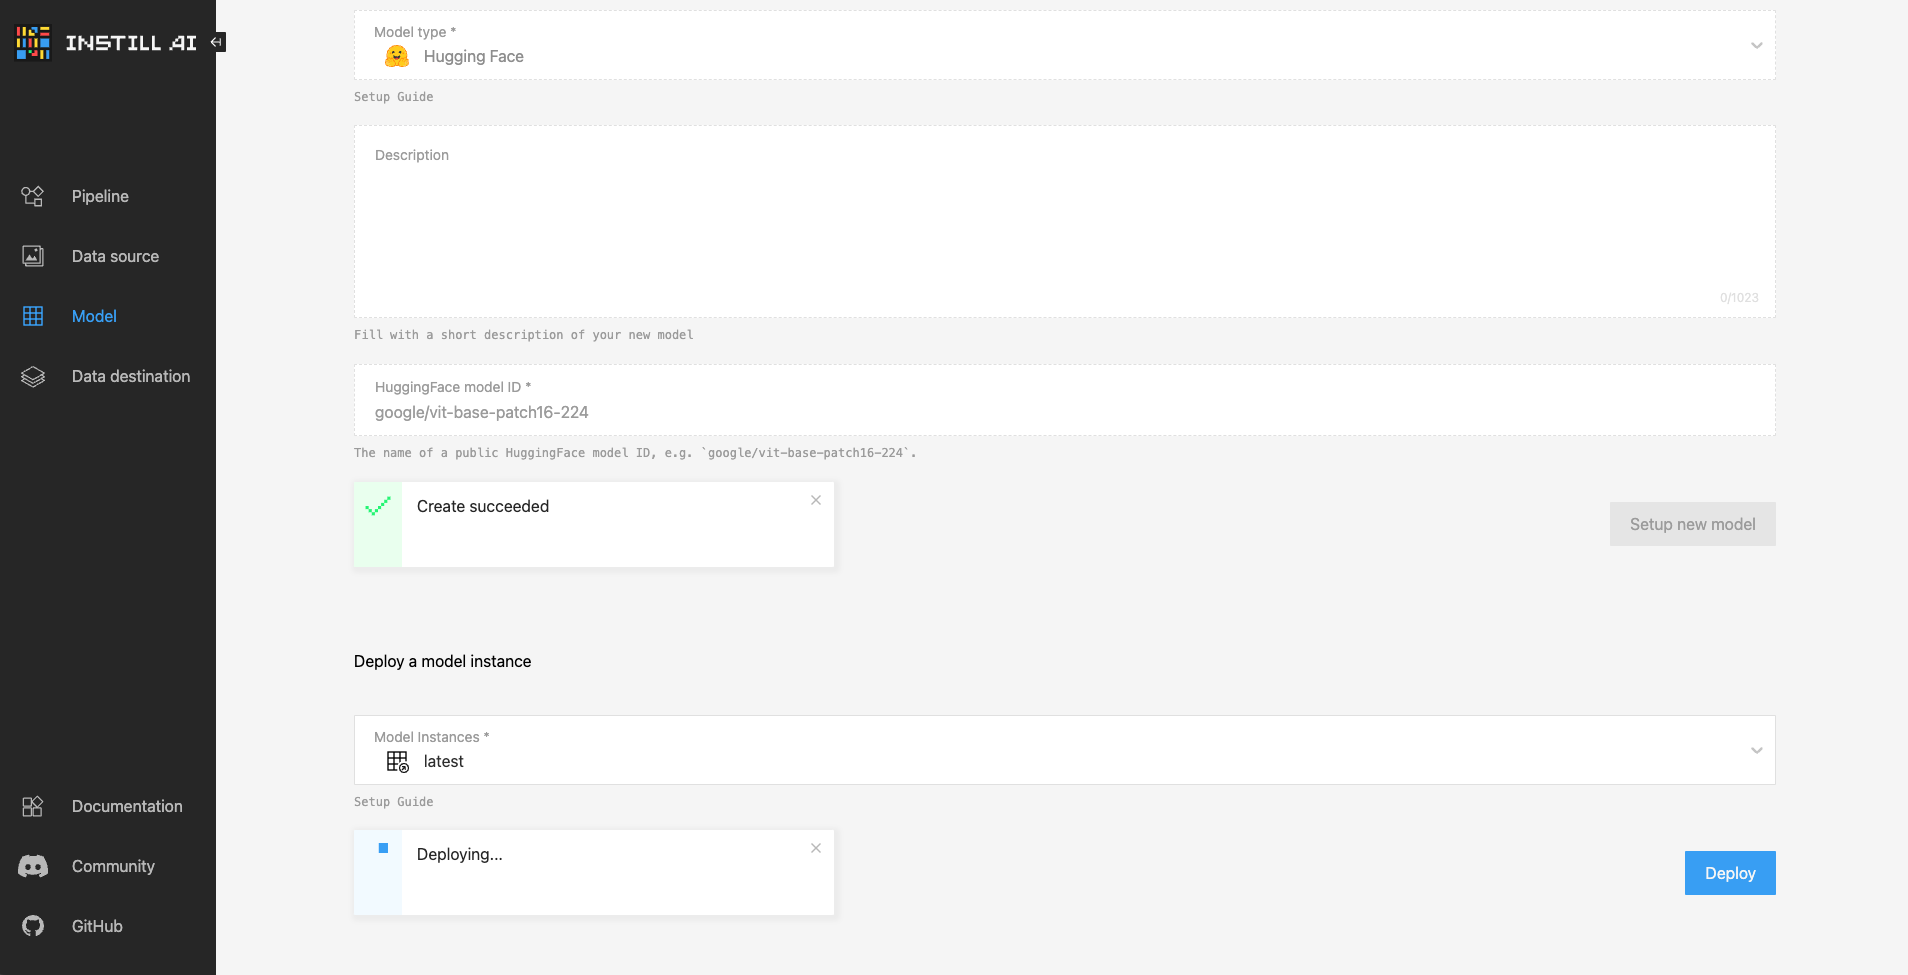 INSTILL AI
Pipeline
Data source
Model
Data destination
Documentation
Community
GitHub
Model type *
Hugging Face
Setup Guide
Description
0/1023
Fill with a short description of your new model
HuggingFace model ID *
google/vit-base-patch16-224
The name of a public HuggingFace model ID, e.g. `google/vit-base-patch16-224`.
Create succeeded
Setup new model
Deploy a model instance
Model Instances *
latest
Setup Guide
Deploying...
Deploy